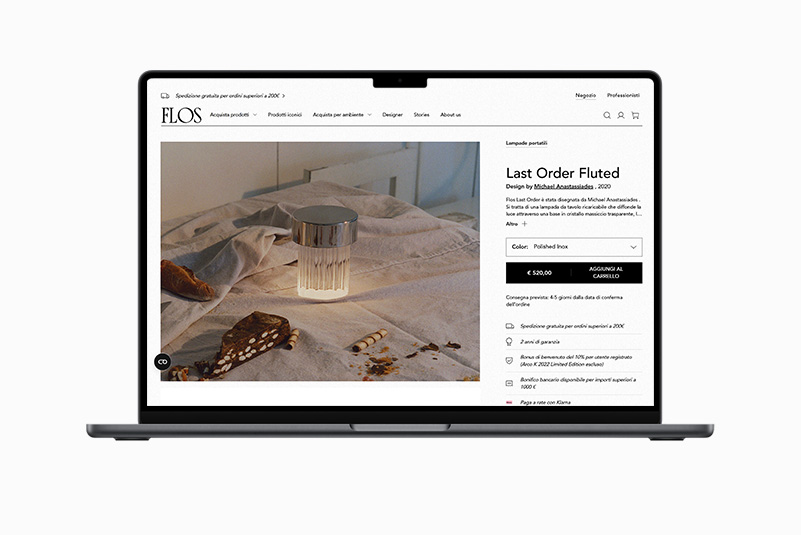 Spedizione gratuita per ordini superiori a 200€ >
Negozio
Professionisti
FLOS
Acquista prodotti
Prodotti iconici
Acquista per ambiente
Designer
Stories
About us
Lampade portatili
Last Order Fluted
Design by Michael Anastassiades , 2020
Flos Last Order è stata disegnata da Michael Anastassiades .
Si tratta di una lampada da tavolo ricaricabile che diffonde la
luce attraverso una base in cristallo massiccio trasparente, l...
Altro +
Color: Polished Inox
€ 520,00
AGGIUNGI AL
CARRELLO
Consegna prevista: 4-5 giorni dalla data di conferma
dell'ordine
Spedizione gratuita per ordini superiori a 200€
2 anni di garanzia
Bonus di benvenuto del 10% per utente registrato
(Arco K 2022 Limited Edition escluso)
Bonifico bancario disponibile per importi superiori a
1000 €
Paga a rate con Klarna